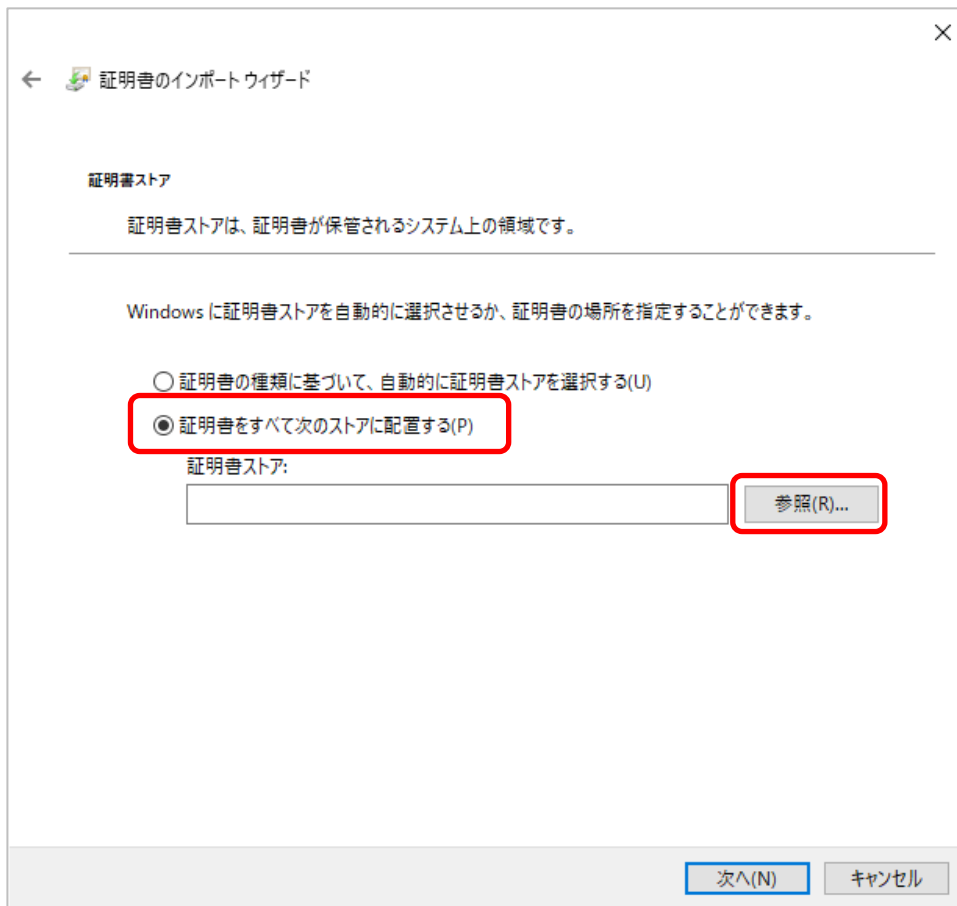 証明書のインポート ウィザード
証明書ストア
証明書ストアは、証明書が保管されるシステム上の領域です。
Windows に証明書ストアを自動的に選択させるか、証明書の場所を指定することができます。
証明書の種類に基づいて、自動的に証明書ストアを選択する(U)
証明書をすべて次のストアに配置する(P)
証明書ストア:
参照(R)...
次へ(N)
キャンセル